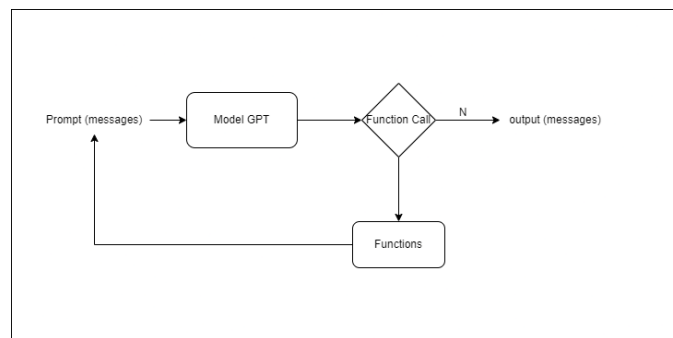 Prompt (messages)
Model GPT
Function Call
N
output (messages)
Functions